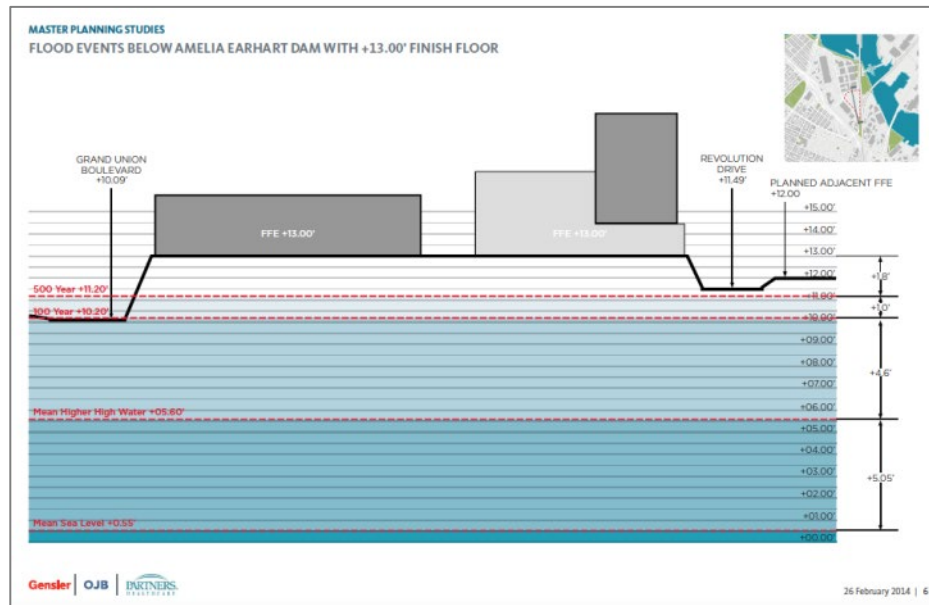 MASTER PLANNING STUDIES
FLOOD EVENTS BELOW AMELIA EARHART DAM WITH +13.00' FINISH FLOOR
GRAND UNION
BOULEVARD
+10.09'
REVOLUTION
DRIVE
+11.49'
PLANNED ADJACENT FFE
+12.00
FFE +13.00'
FFE +13.00'
+15.00'
+14.00'
+13.00'
+12.00'
+1.8'
500 Year +11.20'
+11.00'
+1.0'
100 Year +10.20'
+10.00'
+09.00'
+08.00'
+4.6'
+07.00'
+06.00'
Mean Higher High Water +05.60'
+05.00'
+04.00'
+03.00'
+5.05'
+02.00'
+01.00'
Mean Sea Level +0.55'
+00.00'
Gensler | OJB | PARTNERS.
HEALTHCARE
26 February 2014 | 6